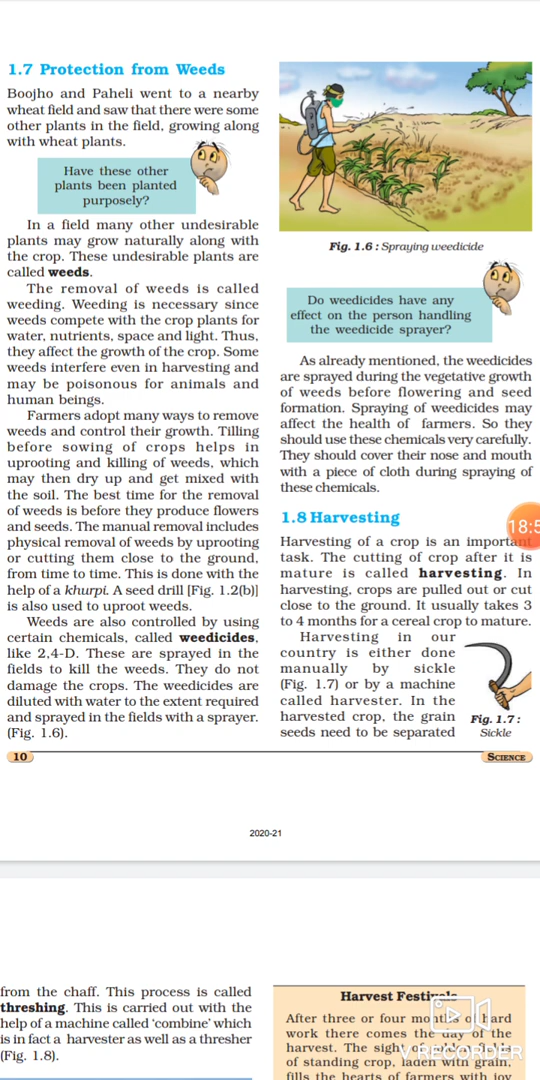 1.7 Protection from Weeds
Boojho and Paheli went to a nearby
wheat field and saw that there were some
other plants in the field, growing along
with wheat plants.
Have these other
plants been planted
purposely?
In a field many other undesirable
plants may grow naturally along with
the crop. These undesirable plants are
called weeds.
The removal of weeds is called
weeding. Weeding is necessary since
weeds compete with the crop plants for
water, nutrients, space and light. Thus,
they affect the growth of the crop. Some
weeds interfere even in harvesting and
may be poisonous for animals and
human beings.
Farmers adopt many ways to remove
weeds and control their growth. Tilling
before sowing of crops helps in
uprooting and killing of weeds, which
may then dry up and get mixed with
the soil. The best time for the removal
of weeds is before they produce flowers
and seeds. The manual removal includes
physical removal of weeds by uprooting
or cutting them close to the ground,
from time to time. This is done with the
help of a khurpi. A seed drill [Fig. 1.2(b)]
is also used to uproot weeds.
Weeds are also controlled by using
certain chemicals, called weedicides,
like 2,4-D. These are sprayed in the
fields to kill the weeds. They do not
damage the crops. The weedicides are
diluted with water to the extent required
and sprayed in the fields with a sprayer.
(Fig. 1.6).
Fig. 1.6 : Spraying weedicide
Do weedicides have any
effect on the person handling
the weedicide sprayer?
As already mentioned, the weedicides
are sprayed during the vegetative growth
of weeds before flowering and seed
formation. Spraying of weedicides may
affect the health of farmers. So they
should use these chemicals very carefully.
They should cover their nose and mouth
with a piece of cloth during spraying of
these chemicals.
1.8 Harvesting
18:5
Harvesting of a crop is an important
task. The cutting of crop after it is
mature is called harvesting. In
harvesting, crops are pulled out or cut
close to the ground. It usually takes 3
to 4 months for a cereal crop to mature.
Harvesting in our
country is either done
manually by sickle
(Fig. 1.7) or by a machine
called harvester. In the
harvested crop, the grain
seeds need to be separated
Fig. 1.7 :
Sickle
10
SCIENCE
2020-21
from the chaff. This process is called
threshing. This is carried out with the
help of a machine called 'combine' which
is in fact a harvester as well as a thresher
(Fig. 1.8).
Harvest Festivals
After three or four months of hard
work there comes the day of the
harvest. The sight of
of standing crop, laden with grain,
fills the hearts of farmers with joy
V RECORDER